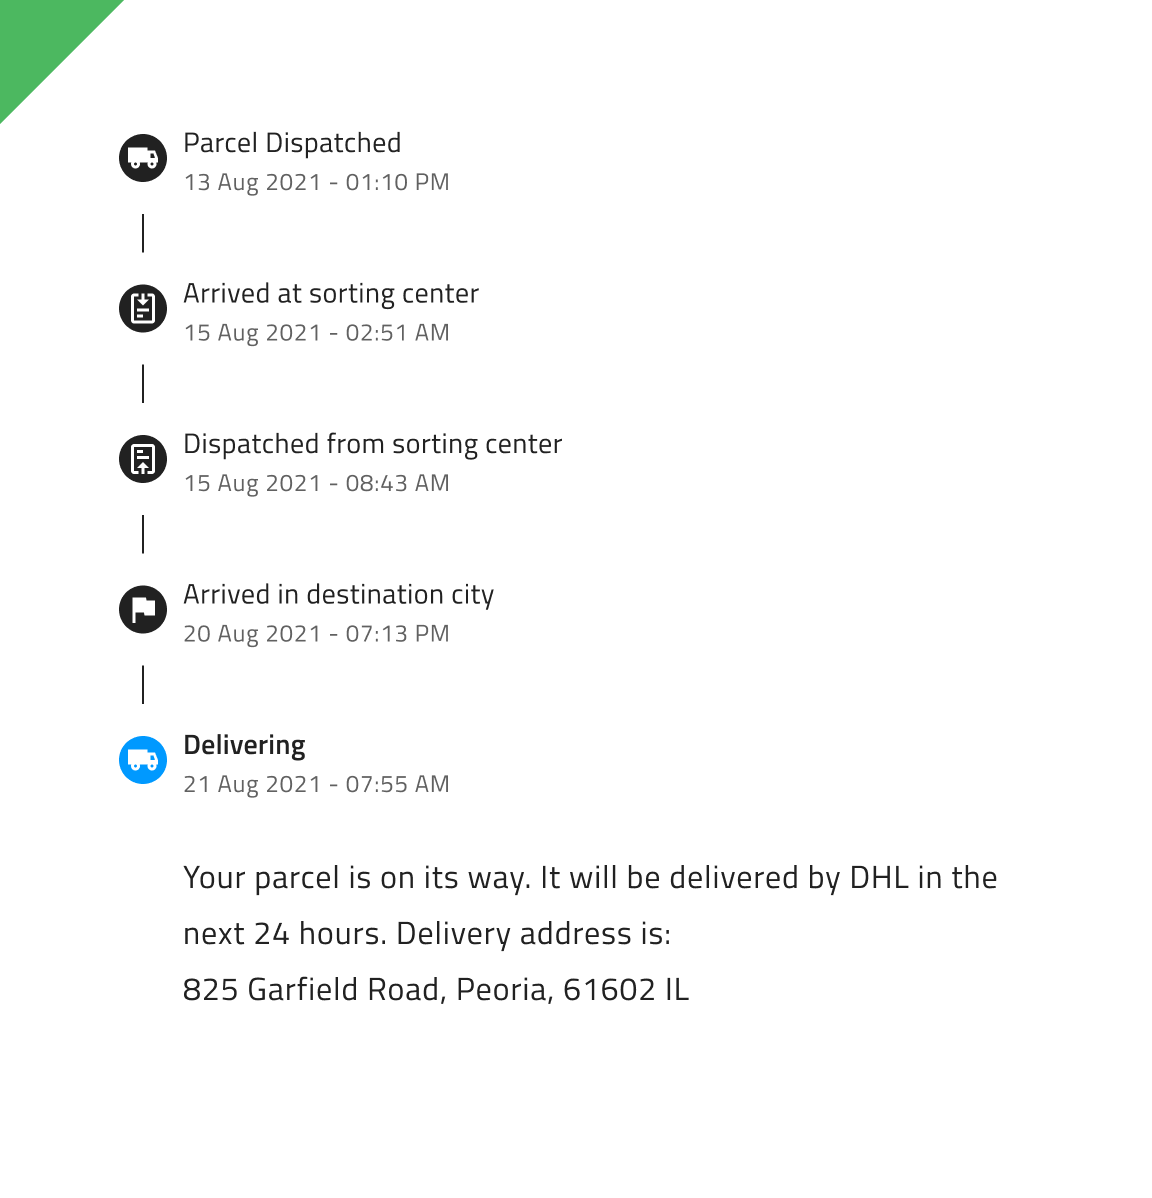 Parcel Dispatched
13 Aug 2021 - 01:10 PM
Arrived at sorting center
15 Aug 2021 - 02:51 AM
Dispatched from sorting center
15 Aug 2021 - 08:43 AM
Arrived in destination city
20 Aug 2021 - 07:13 PM
Delivering
21 Aug 2021 - 07:55 AM
Your parcel is on its way. It will be delivered by DHL in the
next 24 hours. Delivery address is:
825 Garfield Road, Peoria, 61602 IL